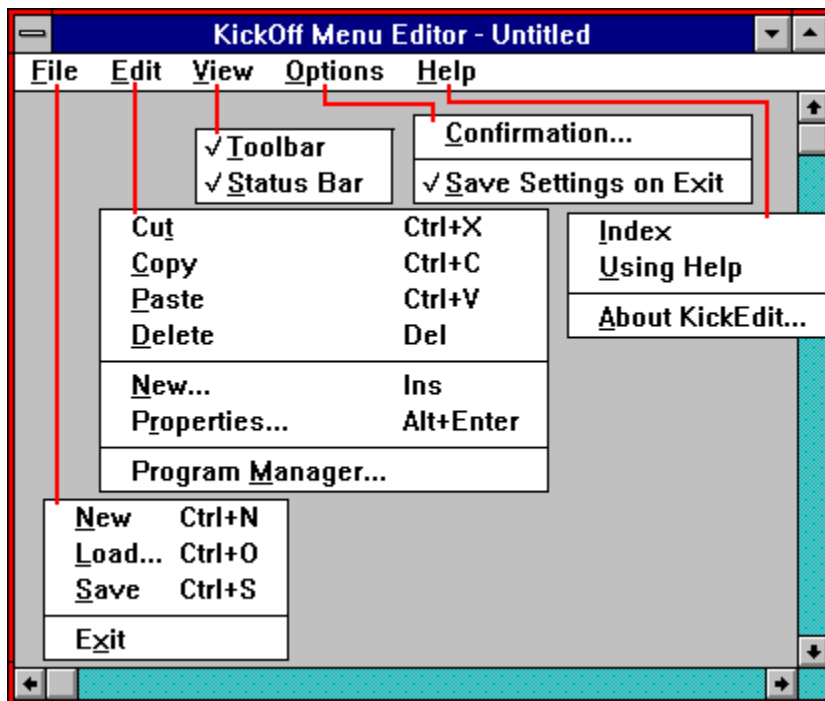 KickOff Menu Editor - Untitled
File Edit View Options Help
✓ Toolbar
✓ Status Bar
Confirmation...
✓ Save Settings on Exit
Cut Ctrl+X
Copy Ctrl+C
Paste Ctrl+V
Delete Del
New... Ins
Properties... Alt+Enter
Program Manager...
Index
Using Help
About KickEdit...
New Ctrl+N
Load... Ctrl+O
Save Ctrl+S
Exit